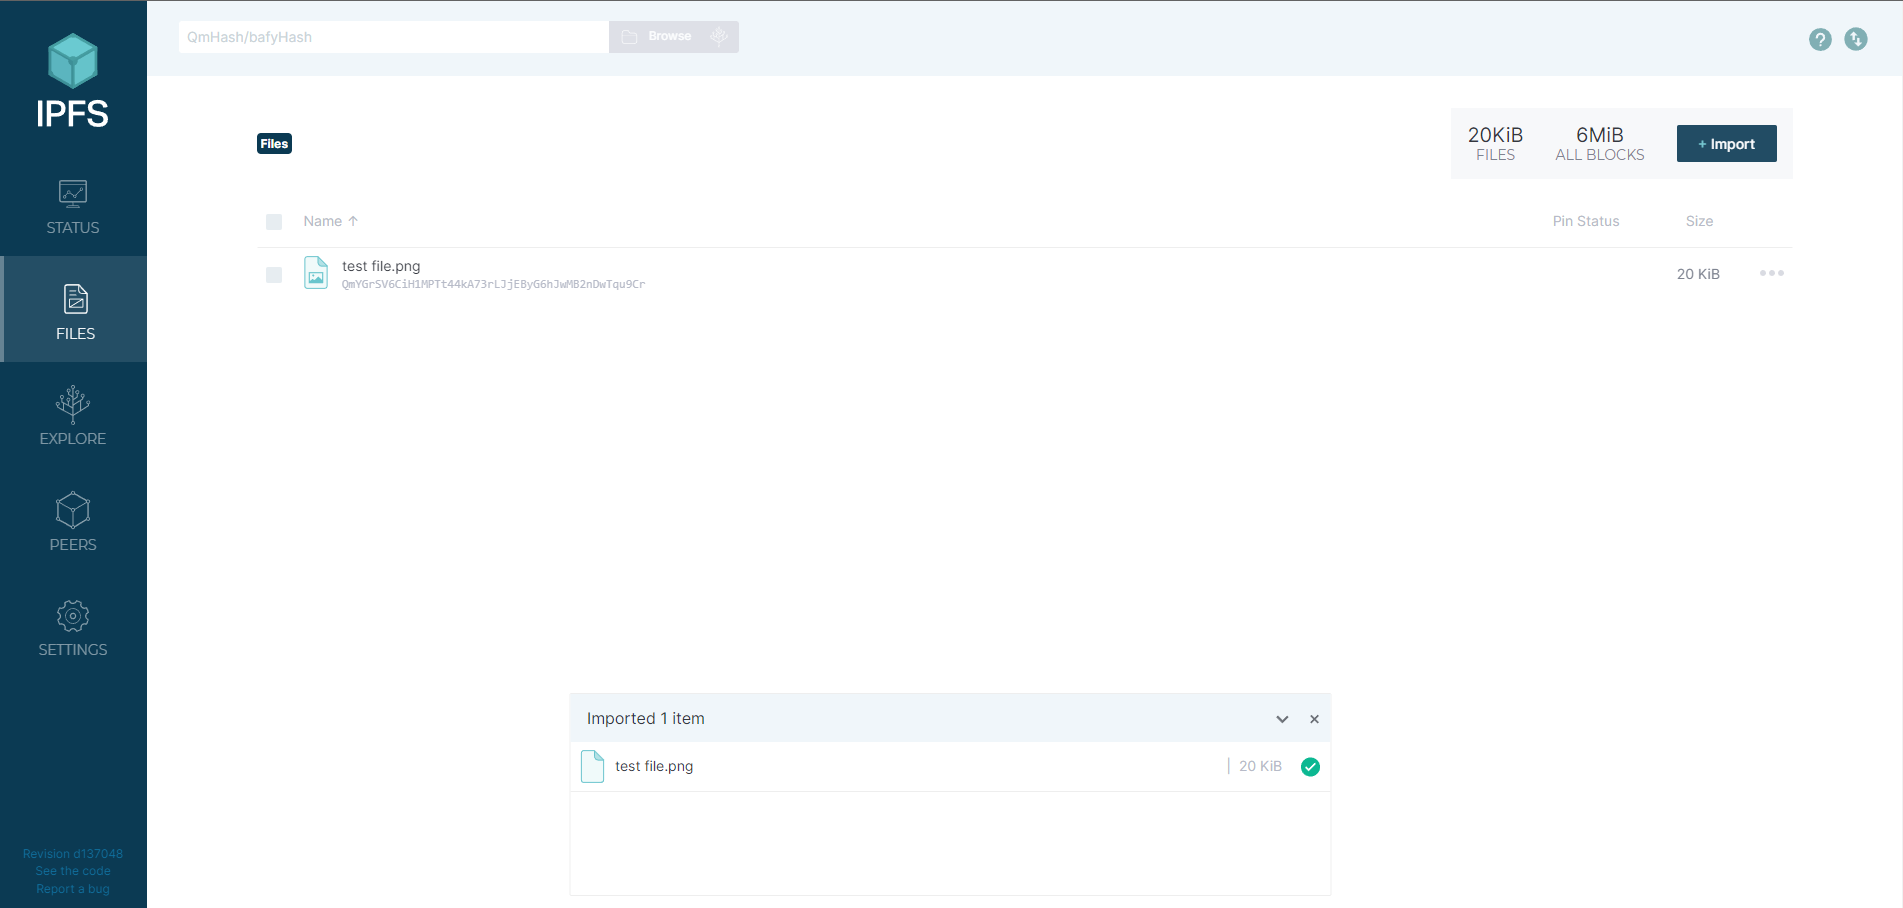 IPFS
STATUS
FILES
EXPLORE
PEERS
SETTINGS
Revision d137048
See the code
Report a bug
QmHash/bafyHash
Browse
Files
20KiB
FILES
6MiB
ALL BLOCKS
+ Import
Name ↑
Pin Status
Size
test file.png
QmYGrSV6CiH1MPTt44kA73rLJjEByG6hJwMB2nDwTqu9Cr
20 KiB
Imported 1 item
test file.png
| 20 KiB